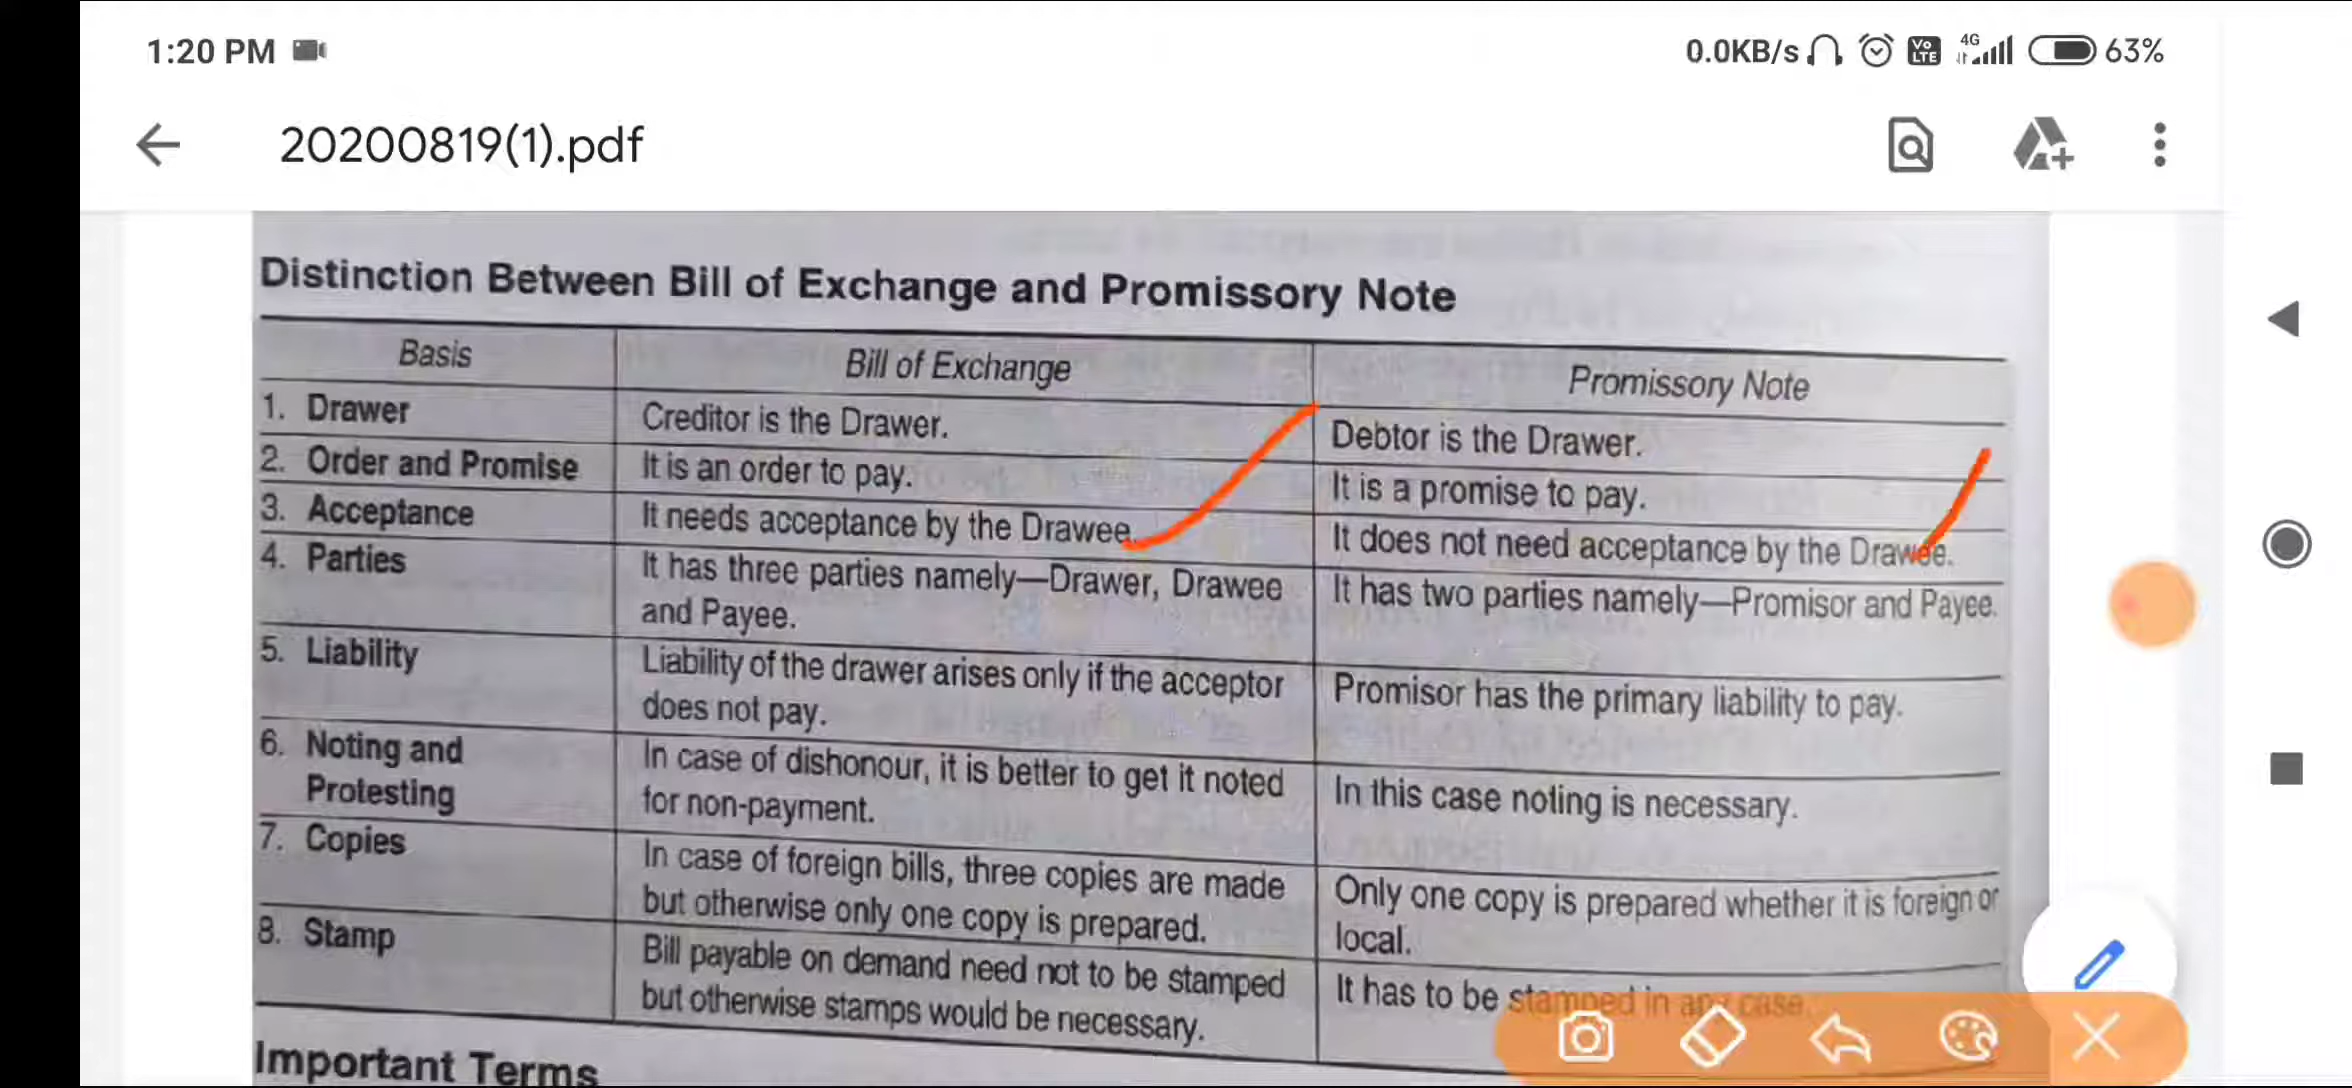 1:20 PM
0.0KB/s Vo LTE 4G 63%
20200819(1).pdf
Distinction Between Bill of Exchange and Promissory Note
Basis Bill of Exchange Promissory Note
1. Drawer Creditor is the Drawer. Debtor is the Drawer.
2. Order and Promise It is an order to pay. It is a promise to pay.
3. Acceptance It needs acceptance by the Drawee. It does not need acceptance by the Drawee.
4. Parties It has three parties namely—Drawer, Drawee It has two parties namely—Promisor and Payee.
and Payee.
5. Liability Liability of the drawer arises only if the acceptor Promisor has the primary liability to pay.
does not pay.
6. Noting and In case of dishonour, it is better to get it noted In this case noting is necessary.
Protesting for non-payment.
7. Copies In case of foreign bills, three copies are made Only one copy is prepared whether it is foreign or
but otherwise only one copy is prepared. local.
8. Stamp Bill payable on demand need not to be stamped It has to be stamped in any case.
but otherwise stamps would be necessary.
Important Terms